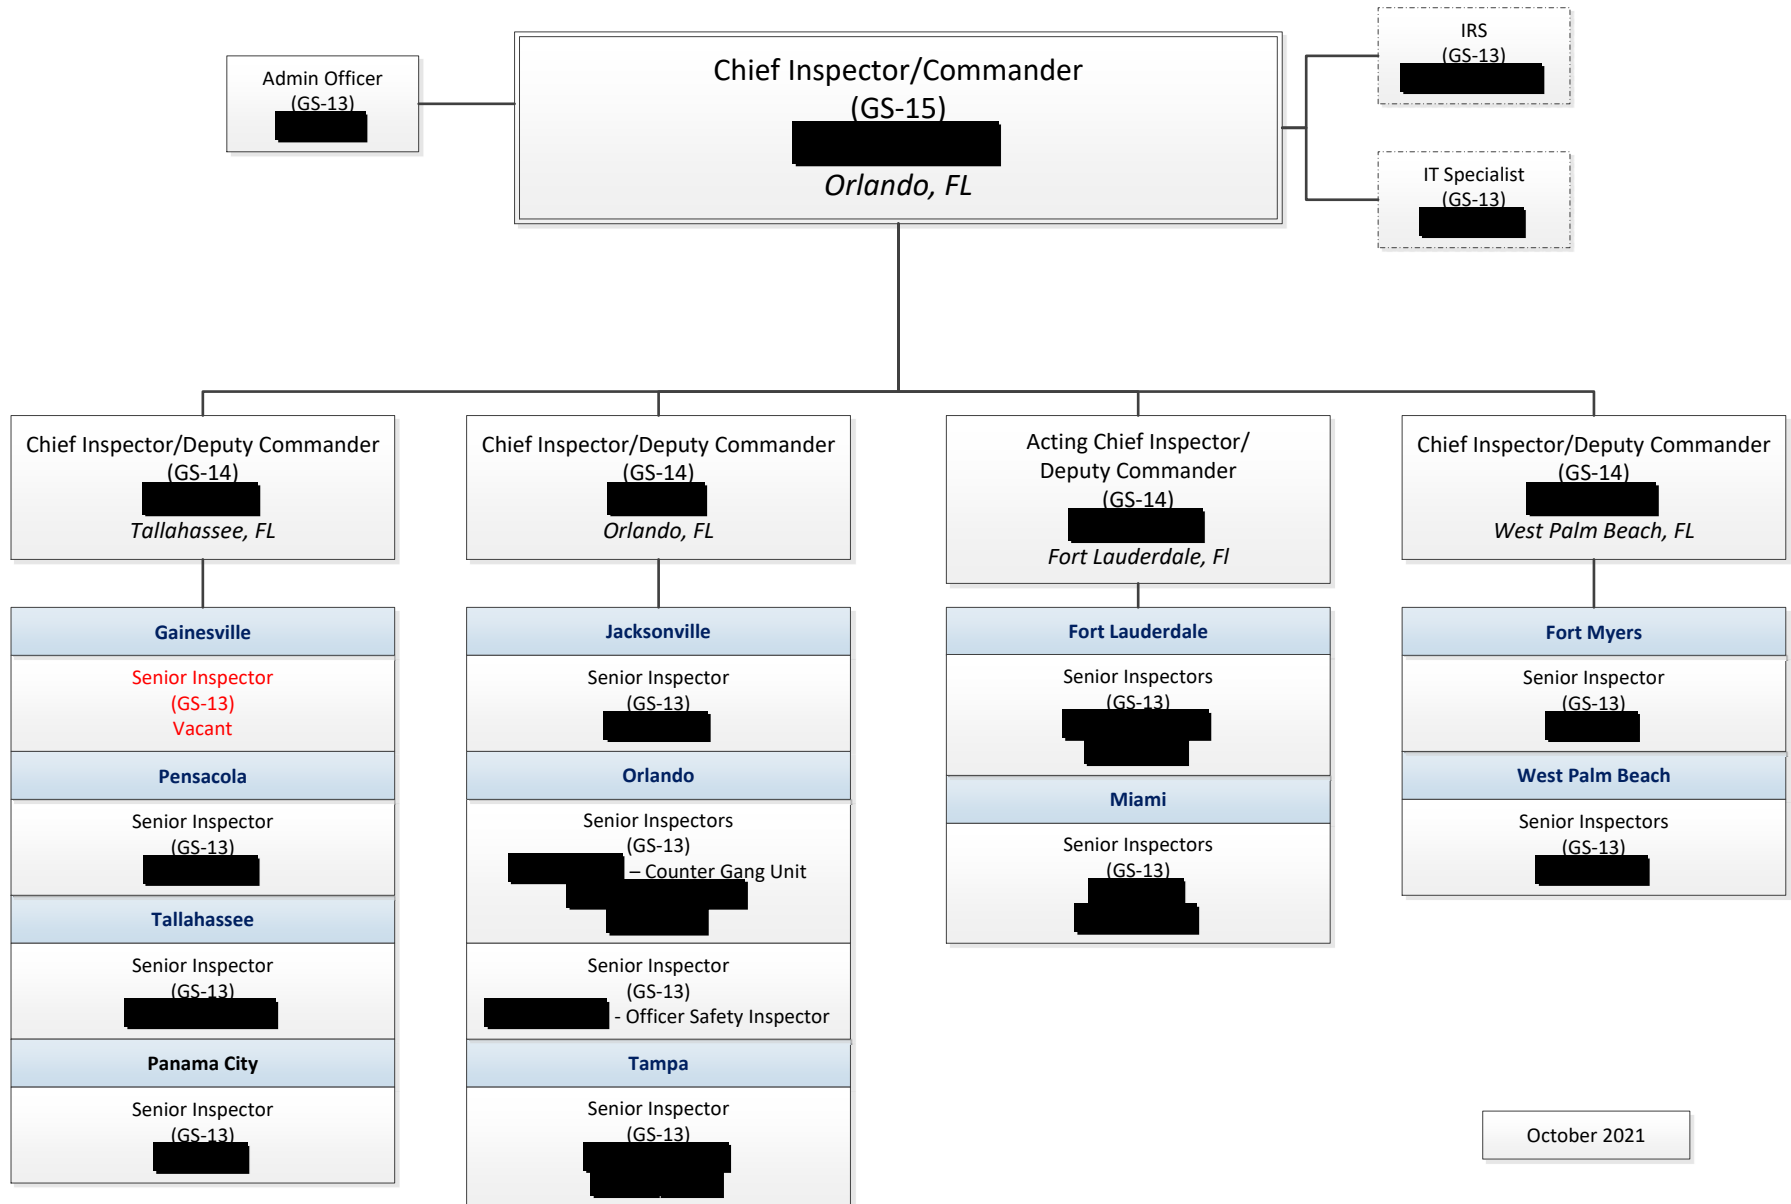 Admin Officer
(GS-13)
Chief Inspector/Commander
(GS-15)
Orlando, FL
IRS
(GS-13)
IT Specialist
(GS-13)
Chief Inspector/Deputy Commander
(GS-14)
Tallahassee, FL
Gainesville
Senior Inspector
(GS-13)
Vacant
Pensacola
Senior Inspector
(GS-13)
Tallahassee
Senior Inspector
(GS-13)
Panama City
Senior Inspector
(GS-13)
Chief Inspector/Deputy Commander
(GS-14)
Orlando, FL
Jacksonville
Senior Inspector
(GS-13)
Orlando
Senior Inspectors
(GS-13)
– Counter Gang Unit
Senior Inspector
(GS-13)
- Officer Safety Inspector
Tampa
Senior Inspector
(GS-13)
Acting Chief Inspector/
Deputy Commander
(GS-14)
Fort Lauderdale, Fl
Fort Lauderdale
Senior Inspectors
(GS-13)
Miami
Senior Inspectors
(GS-13)
Chief Inspector/Deputy Commander
(GS-14)
West Palm Beach, FL
Fort Myers
Senior Inspector
(GS-13)
West Palm Beach
Senior Inspectors
(GS-13)
October 2021